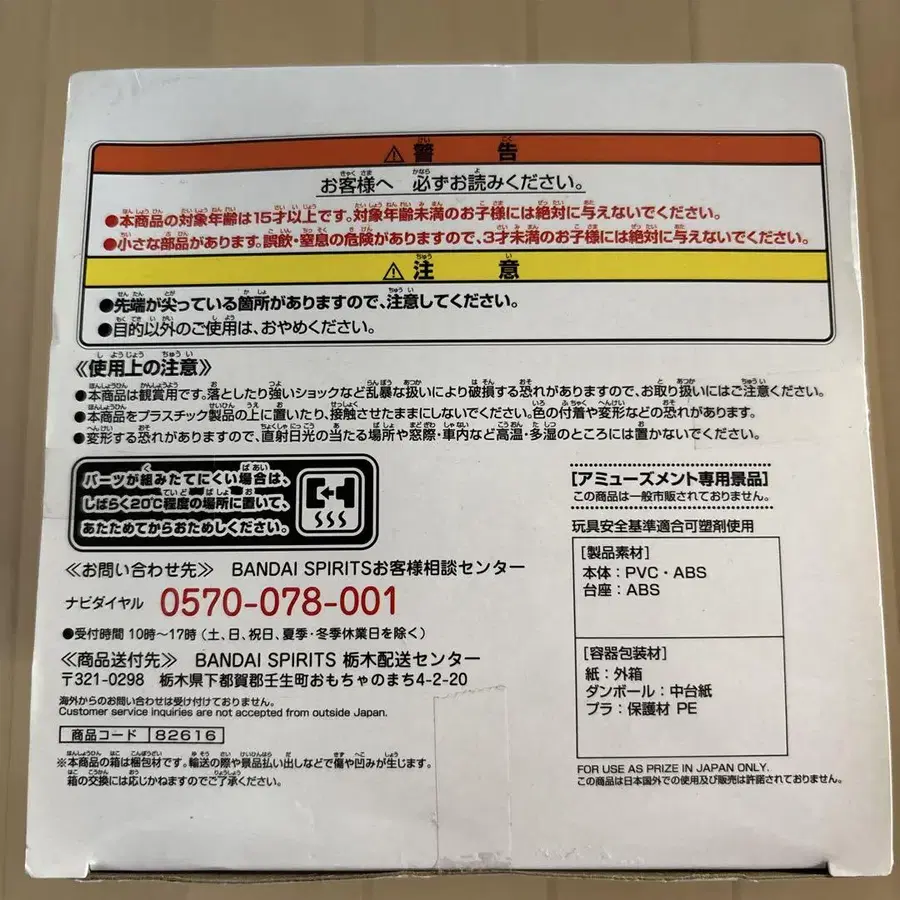 ⚠警告
お客様へ 必ずお読みください。
●本商品の対象年齢は15才以上です。対象年齢未満のお子様には絶対に与えないでください。
●小さな部品があります。誤飲・窒息の危険がありますので、3才未満のお子様には絶対に与えないでください。
⚠注意
●先端が尖っている箇所がありますので、注意してください。
●目的以外のご使用は、おやめください。
《使用上の注意》
●本商品は観賞用です。落としたり強いショックなど乱暴な扱いにより破損する恐れがありますので、お取り扱いにはご注意ください。
●本商品をプラスチック製品の上に置いたり、接触させたままにしないでください。色の付着や変形などの恐れがあります。
●変形する恐れがありますので、直射日光の当たる場所や窓際・車内など高温・多湿のところには置かないでください。
パーツが組みたてにくい場合は、
しばらく20℃程度の場所に置いて、
あたためてからおためしください。
《お問い合わせ先》 BANDAI SPIRITSお客様相談センター
ナビダイヤル 0570-078-001
●受付時間 10時〜17時(土、日、祝日、夏季・冬季休業日を除く)
《商品送付先》 BANDAI SPIRITS 栃木配送センター
〒321-0298 栃木県下都賀郡壬生町おもちゃのまち4-2-20
海外からのお問い合わせは受け付けておりません。
Customer service inquiries are not accepted from outside Japan.
商品コード 82616
※本商品の箱は梱包材です。輸送の際や景品払い出しなどで傷や凹みが生じます。
箱の交換には応じかねますのでご了承ください。
[アミューズメント専用景品]
この商品は一般市販されておりません。
玩具安全基準適合可塑剤使用
[製品素材]
本体:PVC・ABS
台座:ABS
[容器包装材]
紙:外箱
ダンボール:中台紙
プラ:保護材 PE
FOR USE AS PRIZE IN JAPAN ONLY.
この商品は日本国外での使用及び販売は許諾されておりません。